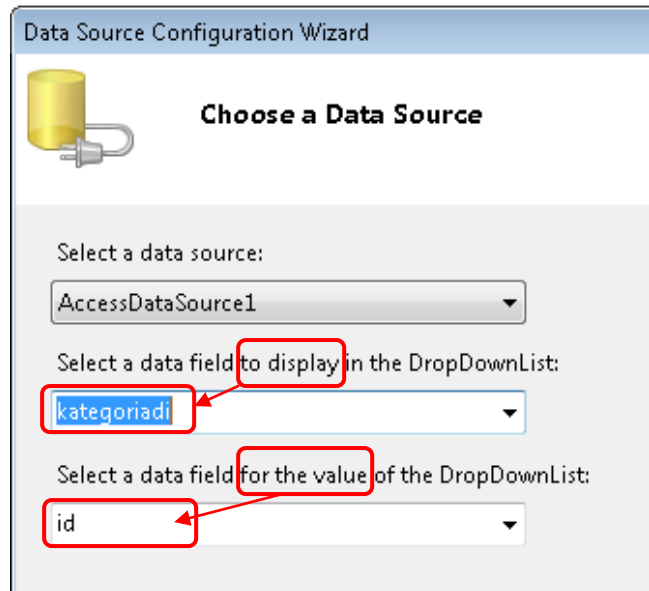 Data Source Configuration Wizard
Choose a Data Source
Select a data source:
AccessDataSource1
Select a data field to display in the DropDownList:
kategoriadi
Select a data field for the value of the DropDownList:
id